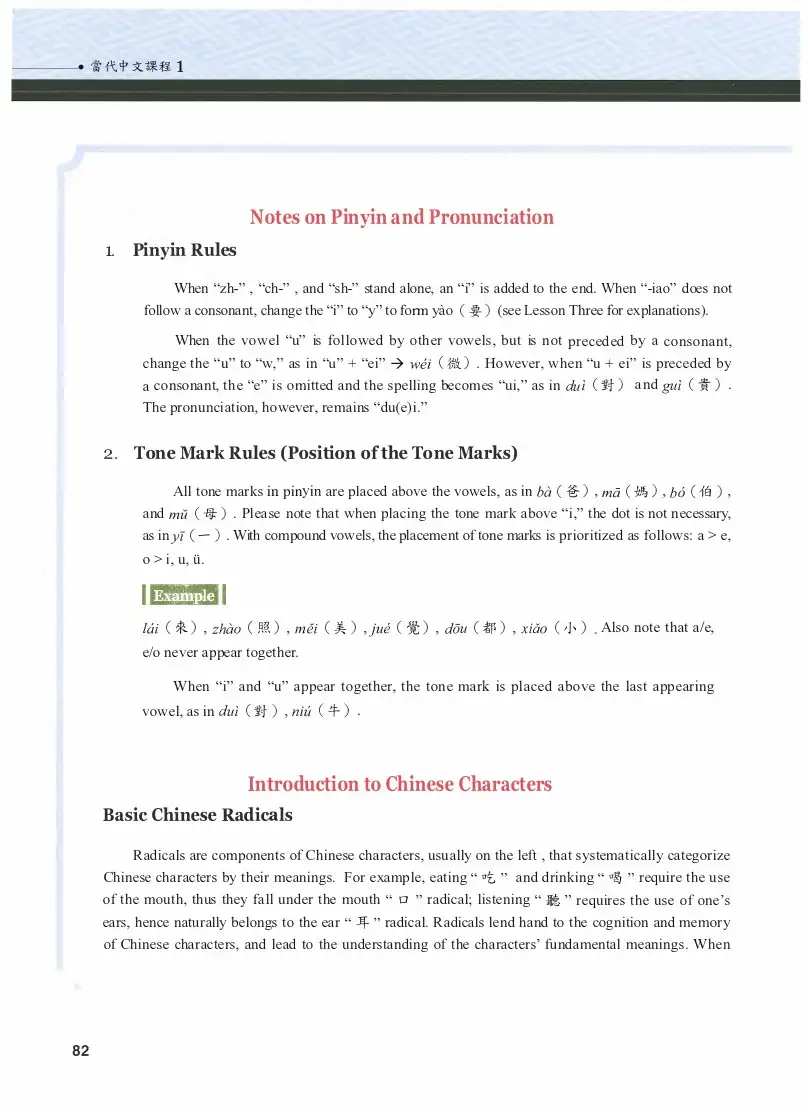 • 當代中文課程 1
Notes on Pinyin and Pronunciation
1. Pinyin Rules
When “zh-” , “ch-” , and “sh-” stand alone, an “i” is added to the end. When “-iao” does not
follow a consonant, change the “i” to “y” to form yào（要）(see Lesson Three for explanations).
When the vowel “u” is followed by other vowels, but is not preceded by a consonant,
change the “u” to “w,” as in “u” + “ei” → wéi（微）. However, when “u + ei” is preceded by
a consonant, the “e” is omitted and the spelling becomes “ui,” as in duì（對） and guì（貴）.
The pronunciation, however, remains “du(e)i.”
2. Tone Mark Rules (Position of the Tone Marks)
All tone marks in pinyin are placed above the vowels, as in bà（爸）, mā（媽）, bó（伯）,
and mǔ（母）. Please note that when placing the tone mark above “i,” the dot is not necessary,
as in yī（一）. With compound vowels, the placement of tone marks is prioritized as follows: a > e,
o > i, u, ü.
Example
lái（來）, zhào（照）, měi（美）, jué（覺）, dōu（都）, xiǎo（小）. Also note that a/e,
e/o never appear together.
When “i” and “u” appear together, the tone mark is placed above the last appearing
vowel, as in duì（對）, niú（牛）.
Introduction to Chinese Characters
Basic Chinese Radicals
Radicals are components of Chinese characters, usually on the left , that systematically categorize
Chinese characters by their meanings. For example, eating “ 吃 ” and drinking “ 喝 ” require the use
of the mouth, thus they fall under the mouth “ 口 ” radical; listening “ 聽 ” requires the use of one’s
ears, hence naturally belongs to the ear “ 耳 ” radical. Radicals lend hand to the cognition and memory
of Chinese characters, and lead to the understanding of the characters’ fundamental meanings. When
82